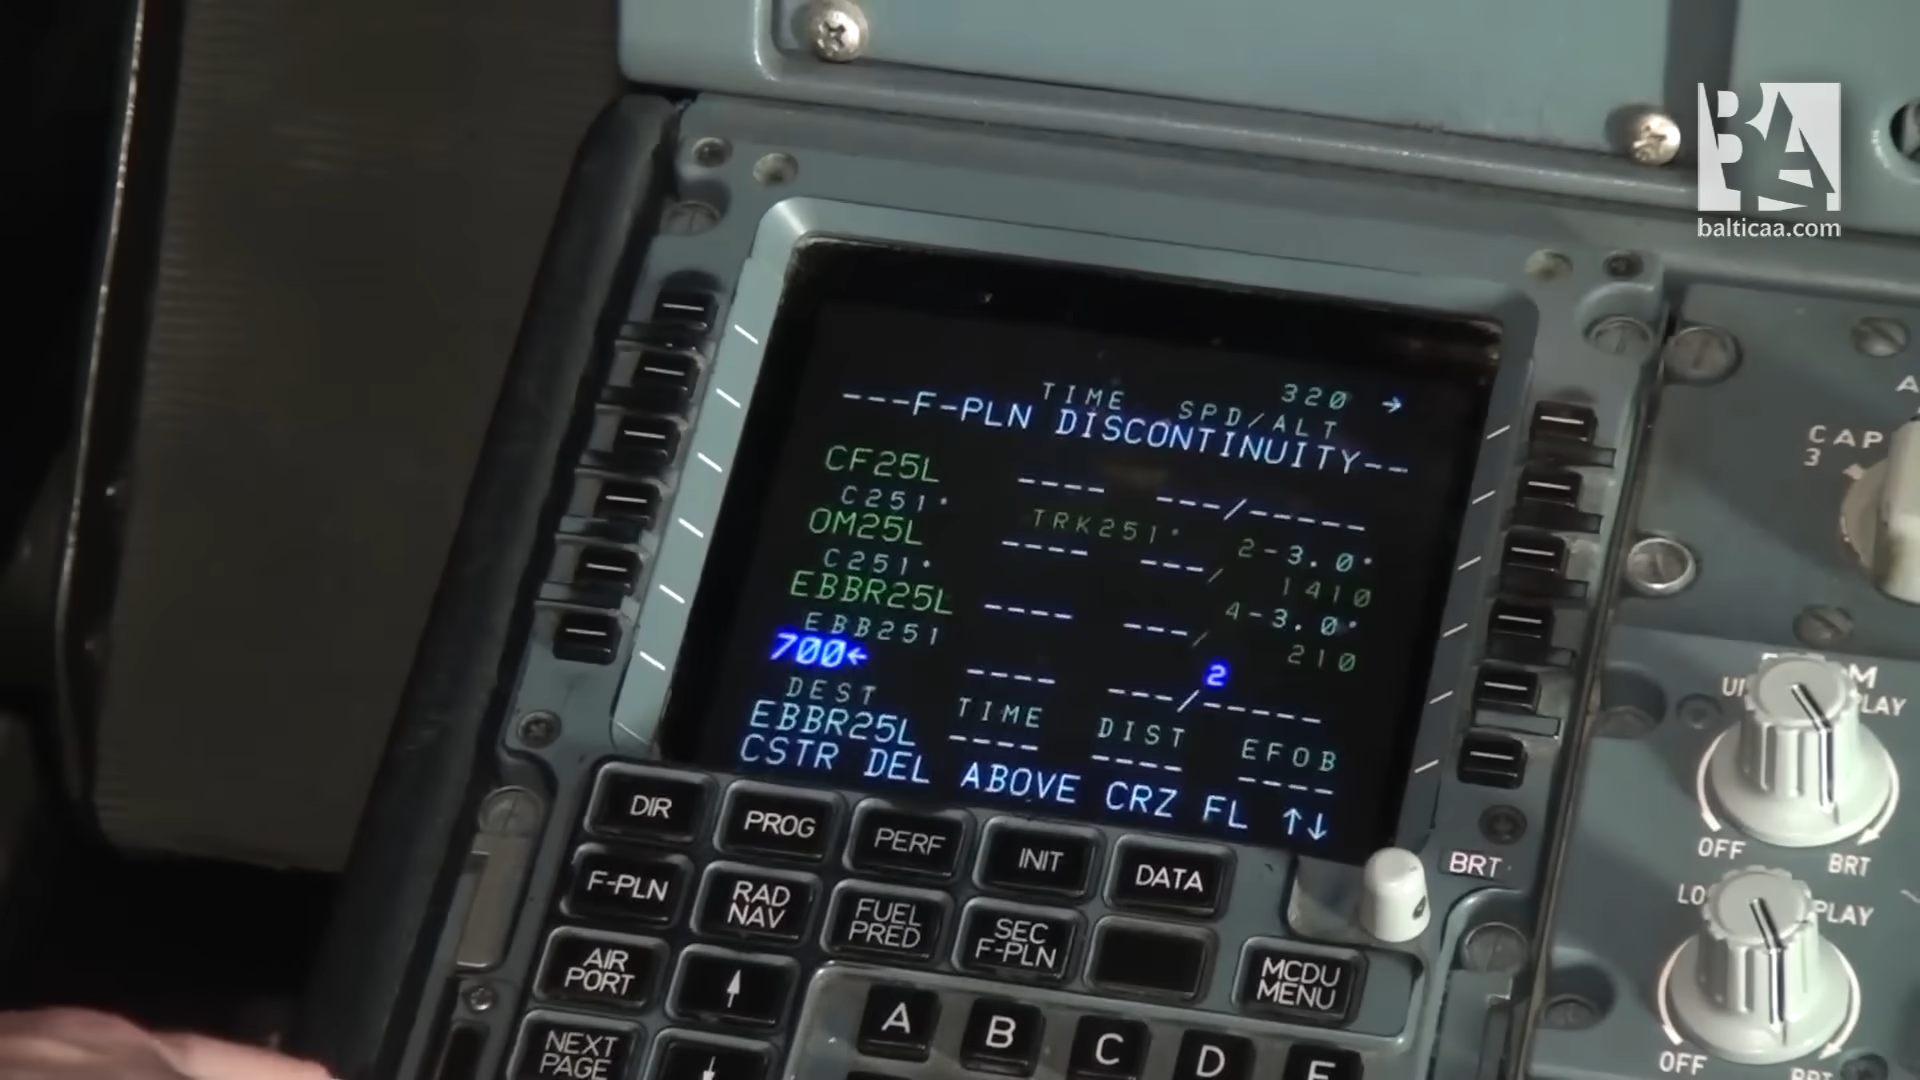 BAA
balticaa.com
320 →
TIME SPD/ALT
---F-PLN DISCONTINUITY--
CF25L ---- ---/-----
C251° TRK251° 2-3.0°
OM25L ---- ---/ 1410
C251° 4-3.0°
EBBR25L ---- ---/ 210
EBB251 2
700← ---- ---/-----
DEST TIME DIST EFOB
EBBR25L ---- ---- ----
CSTR DEL ABOVE CRZ FL ↑↓
DIR PROG PERF INIT DATA
BRT
F-PLN RAD NAV FUEL PRED SEC F-PLN MCDU MENU
AIR PORT ↑
NEXT PAGE ↓
A B C D E
CAP
3
OFF BRT
OFF